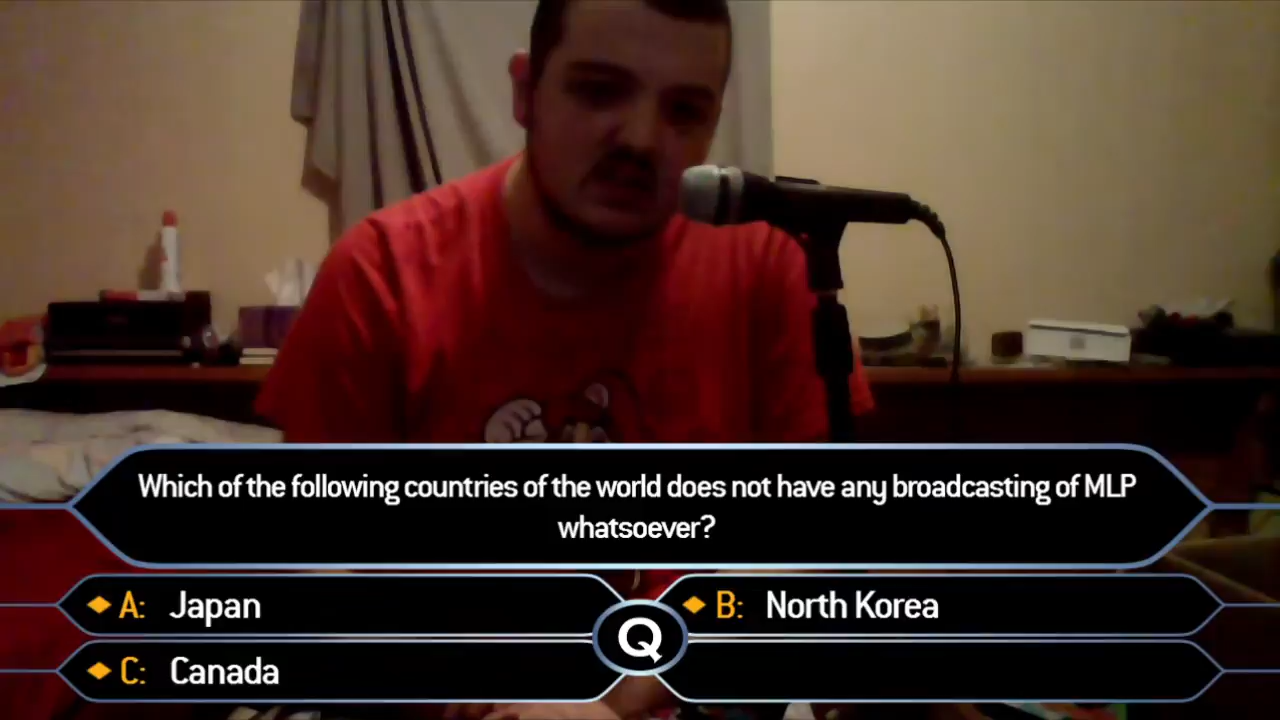 Which of the following countries of the world does not have any broadcasting of MLP
whatsoever?
A: Japan
B: North Korea
Q
C: Canada